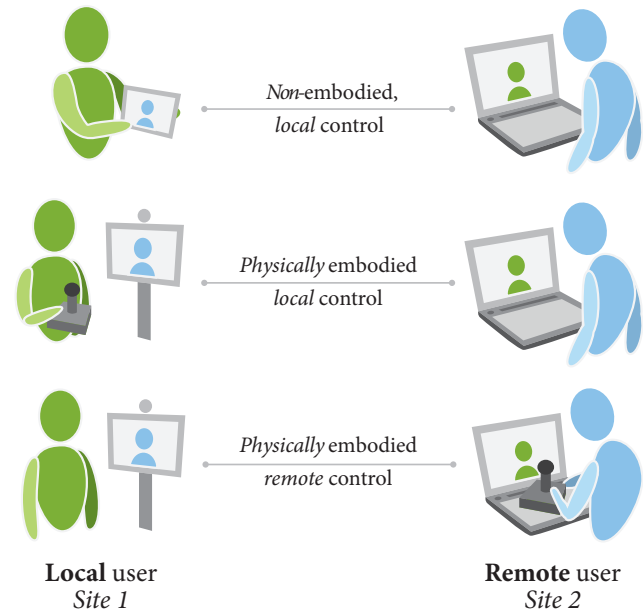 Non-embodied,
local control
Physically embodied
local control
Physically embodied
remote control
Local user
Site 1
Remote user
Site 2